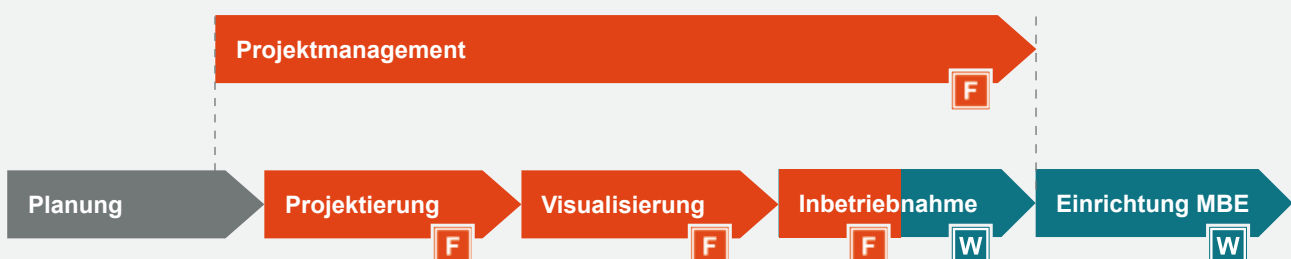 Projektmanagement
F
Planung
Projektierung
Visualisierung
Inbetriebnahme
Einrichtung MBE
F
F
F
W
W